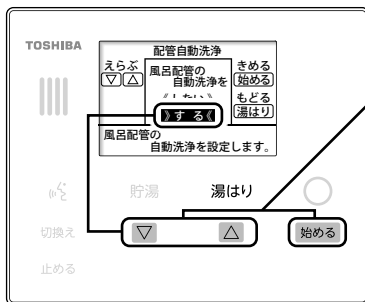 TOSHIBA
配管自動洗浄
えらぶ
▽△
風呂配管の
自動洗浄を
》する《
きめる
始める
もどる
湯はり
風呂配管の
自動洗浄を設定します。
貯湯
湯はり
切換え
▽
△
始める
止める